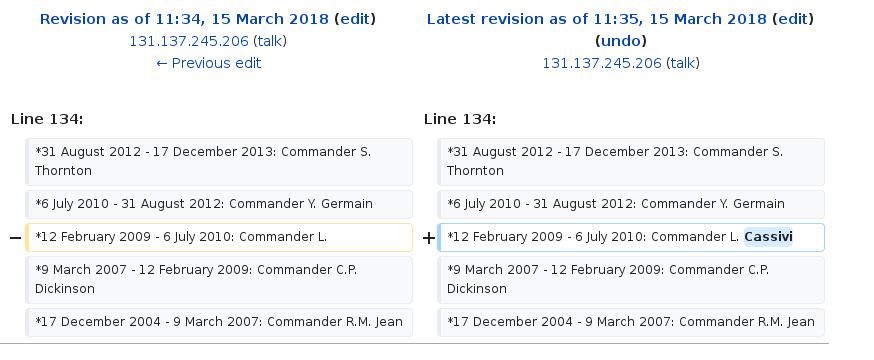 Revision as of 11:34, 15 March 2018 (edit)
131.137.245.206 (talk)
← Previous edit
Latest revision as of 11:35, 15 March 2018 (edit)
(undo)
131.137.245.206 (talk)
Line 134:
Line 134:
*31 August 2012 - 17 December 2013: Commander S.
Thornton
*31 August 2012 - 17 December 2013: Commander S.
Thornton
*6 July 2010 - 31 August 2012: Commander Y. Germain
*6 July 2010 - 31 August 2012: Commander Y. Germain
− *12 February 2009 - 6 July 2010: Commander L.
+ *12 February 2009 - 6 July 2010: Commander L. Cassivi
*9 March 2007 - 12 February 2009: Commander C.P.
Dickinson
*9 March 2007 - 12 February 2009: Commander C.P.
Dickinson
*17 December 2004 - 9 March 2007: Commander R.M. Jean
*17 December 2004 - 9 March 2007: Commander R.M. Jean